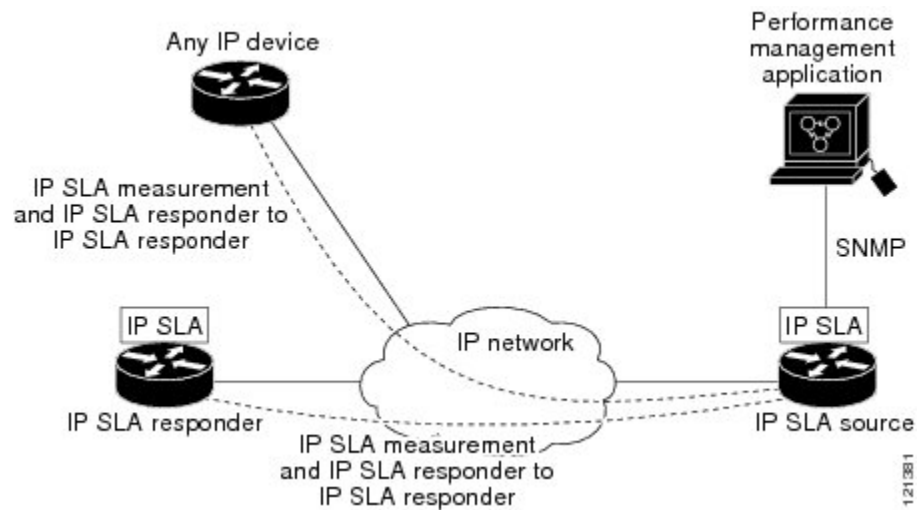 Any IP device
Performance
management
application
IP SLA measurement
and IP SLA responder to
IP SLA responder
SNMP
IP SLA
IP network
IP SLA
IP SLA responder
IP SLA source
IP SLA measurement
and IP SLA responder to
IP SLA responder
121381